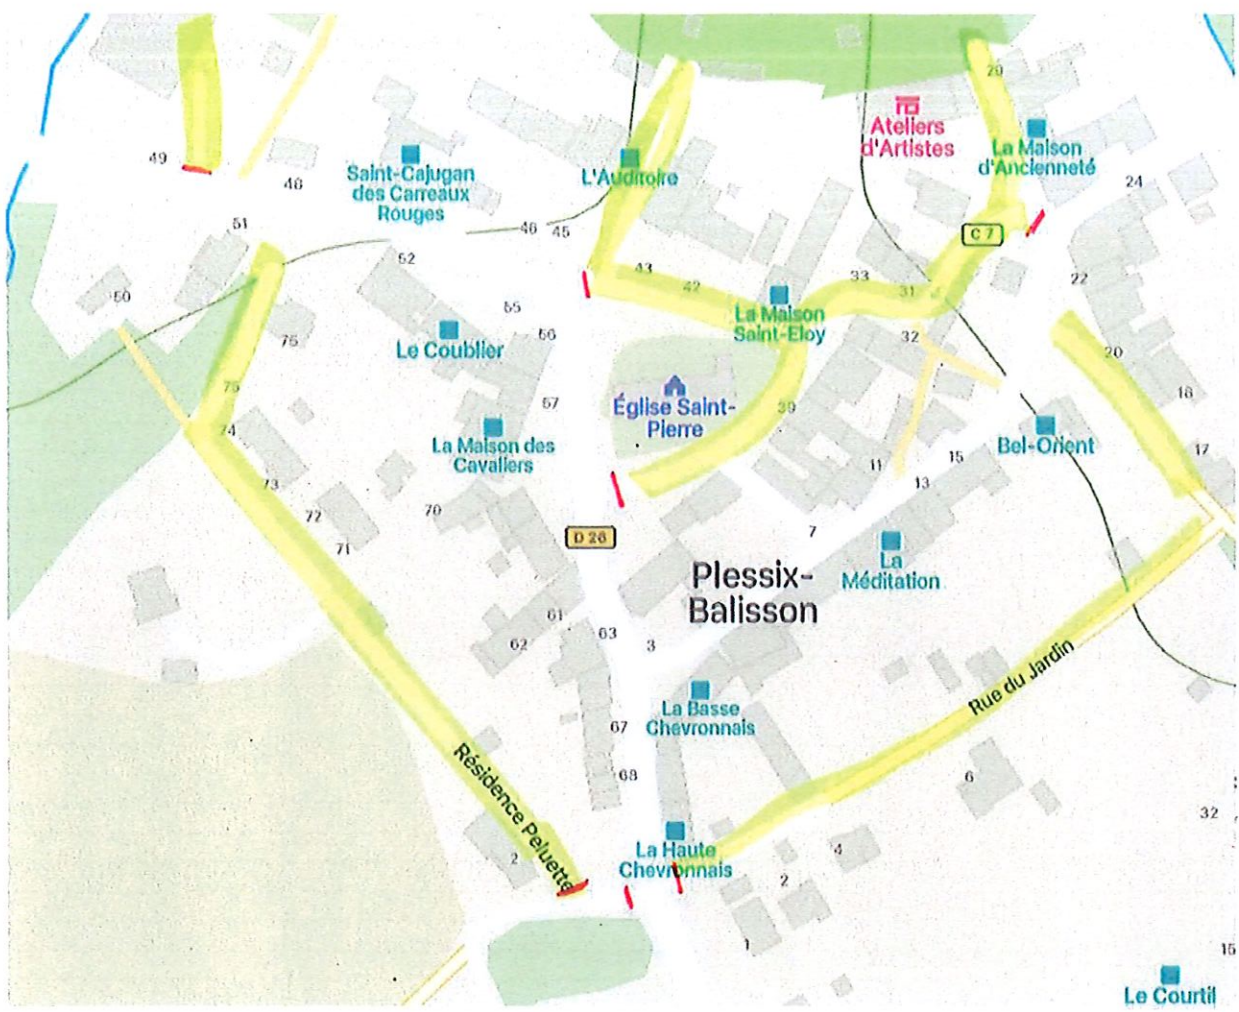 29
Ateliers
d'Artistes
La Maison
d'Ancienneté
49
48
Saint-Cajugan
des Carreaux
Rouges
L'Auditoire
24
51
46
45
C 7
52
43
42
33
31
22
50
55
56
La Maison
Saint-Eloy
32
75
Le Coublier
20
75
57
Église Saint-
Pierre
39
18
74
La Maison des
Cavaliers
Bel-Orient
17
11
15
13
73
72
70
71
D 26
7
La
Méditation
Plessix-
Balisson
61
62
63
3
Rue du Jardin
La Basse
Chevronnais
67
68
6
32
Résidence Peluette
La Haute
Chevronnais
2
4
2
1
15
Le Courtil